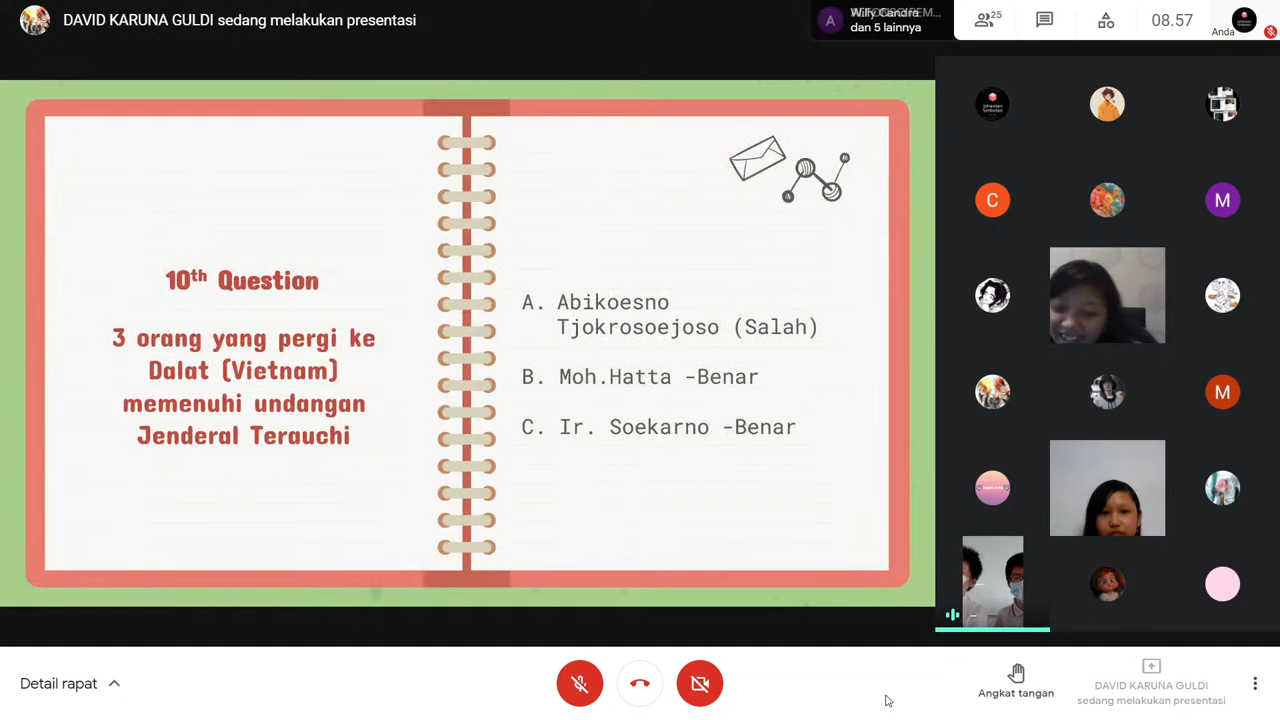 DAVID KARUNA GULDI sedang melakukan presentasi
dan 5 lainnya
25
08.57
Anda
10th Question
3 orang yang pergi ke
Dalat (Vietnam)
memenuhi undangan
Jenderal Terauchi
A. Abikoesno
Tjokrosoejoso (Salah)
B. Moh.Hatta -Benar
C. Ir. Soekarno -Benar
A
C
M
M
Detail rapat
Angkat tangan
DAVID KARUNA GULDI
sedang melakukan presentasi